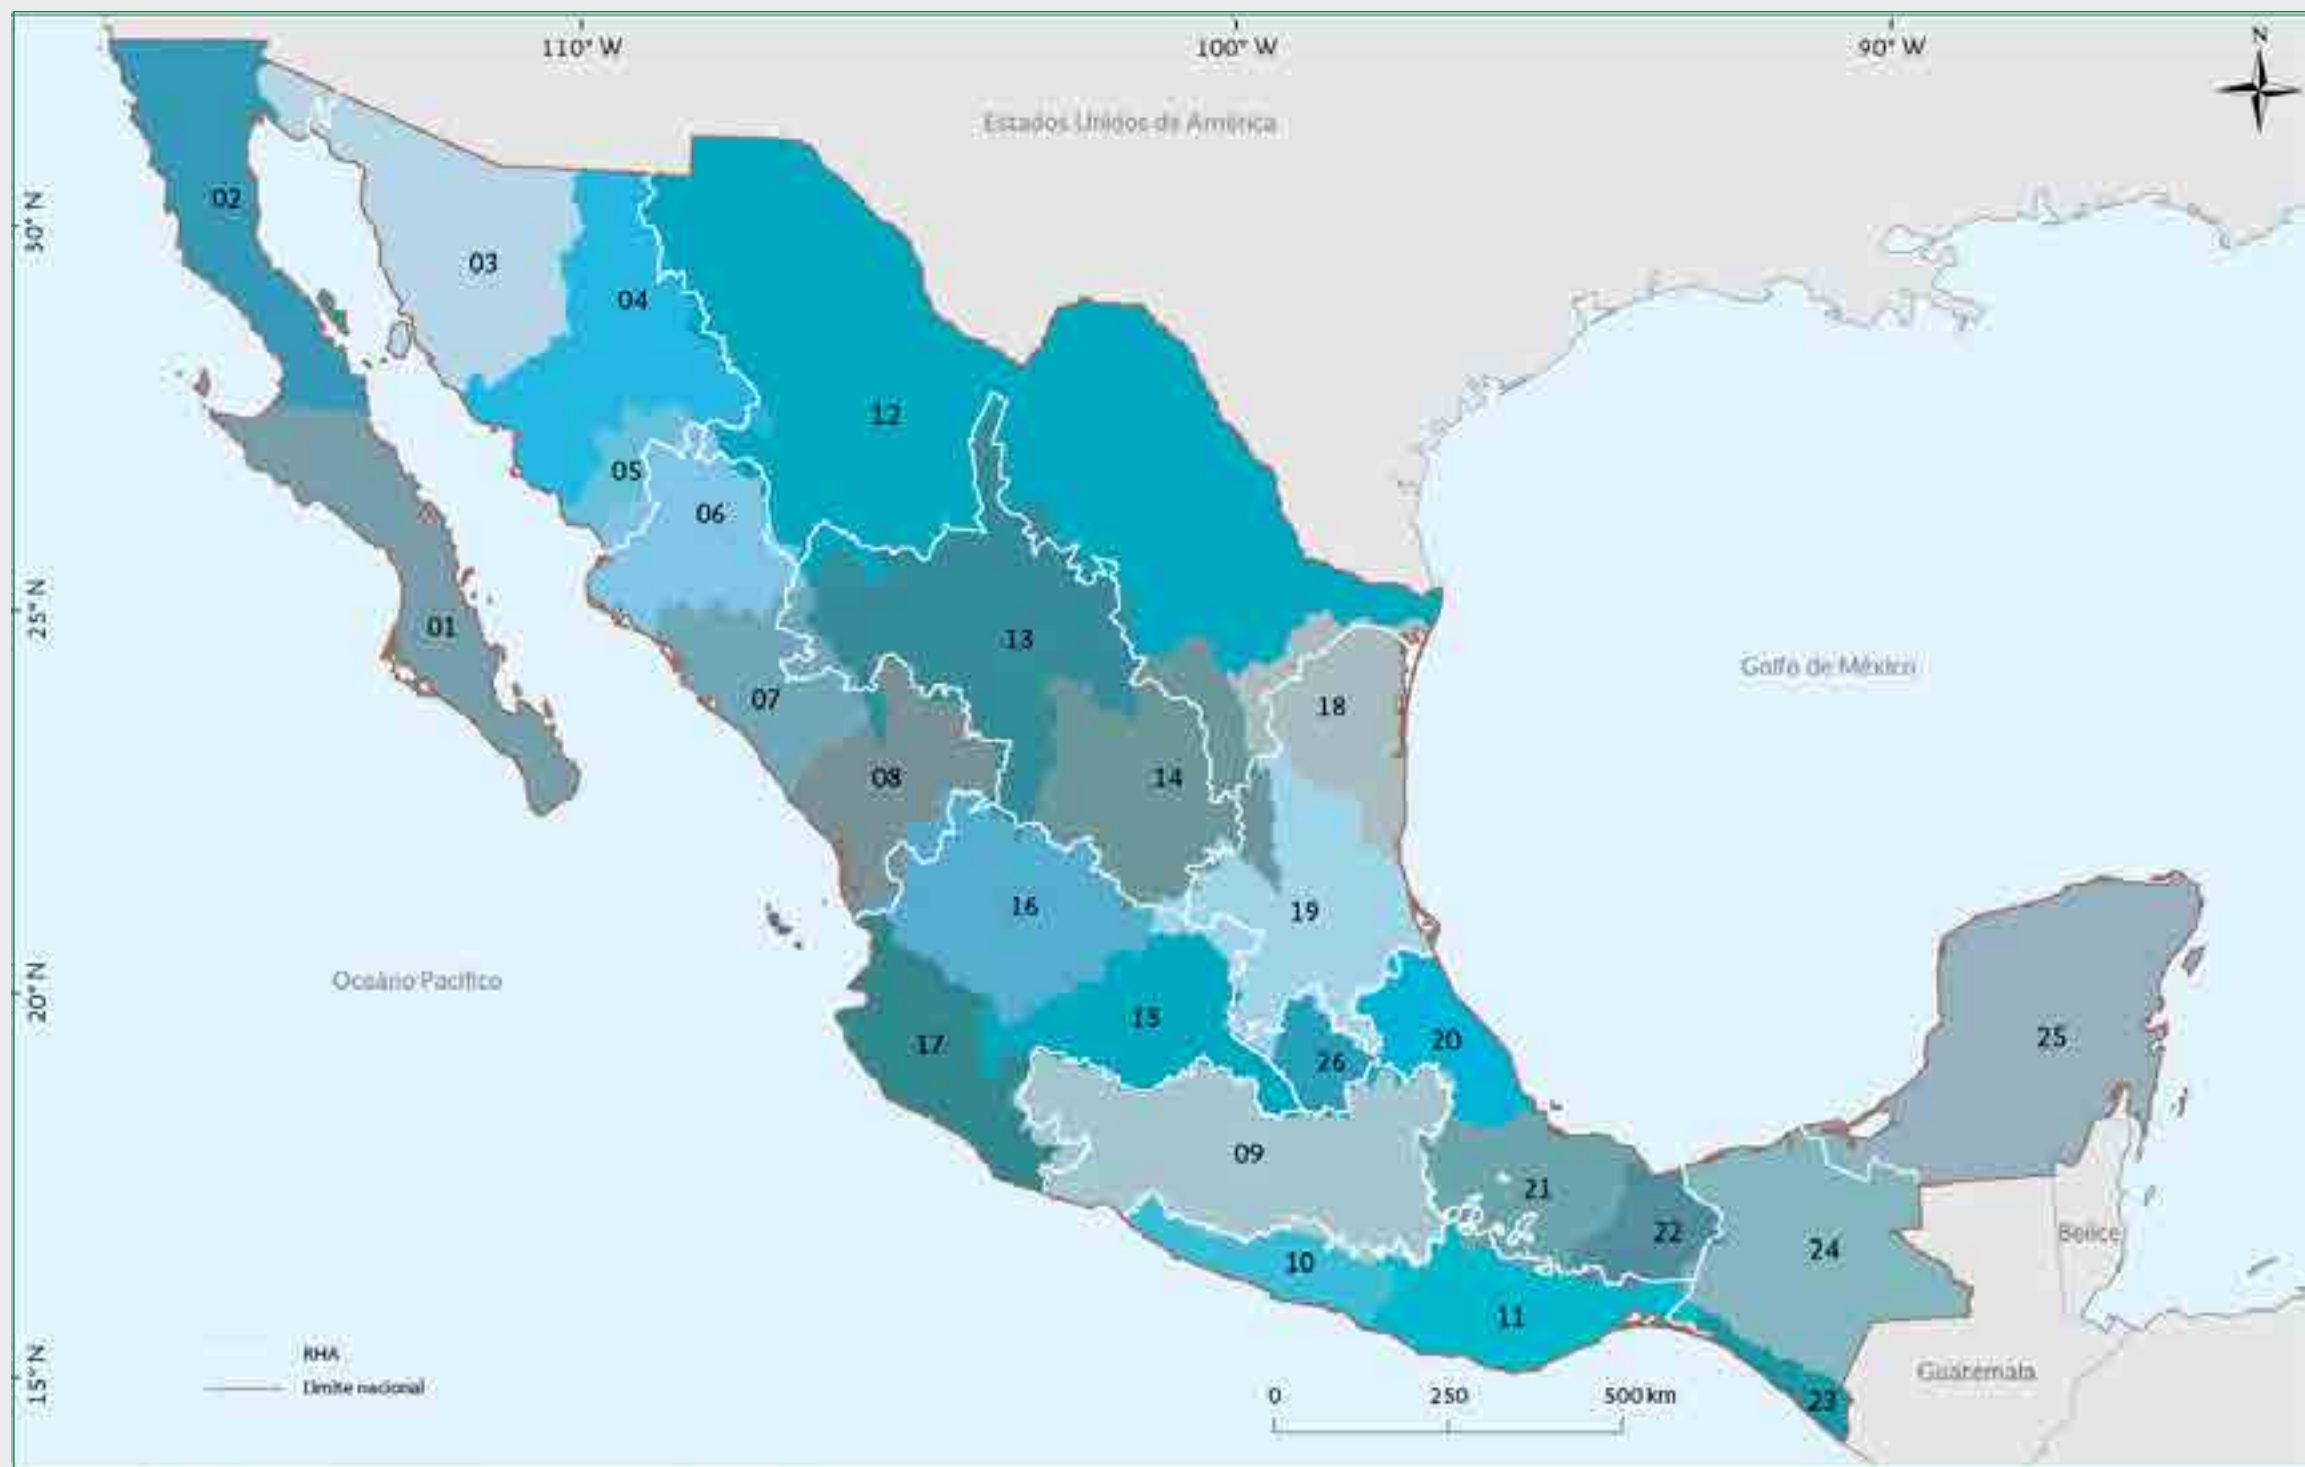 110° W
100° W
90° W
N
Estados Unidos de América
30° N
02
03
04
12
05
06
25° N
01
13
07
18
Golfo de México
08
14
16
19
20° N
Océano Pacífico
15
17
26
20
25
09
21
22
24
Belice
10
11
RHA
Límite nacional
15° N
0
250
500 km
Guatemala
23